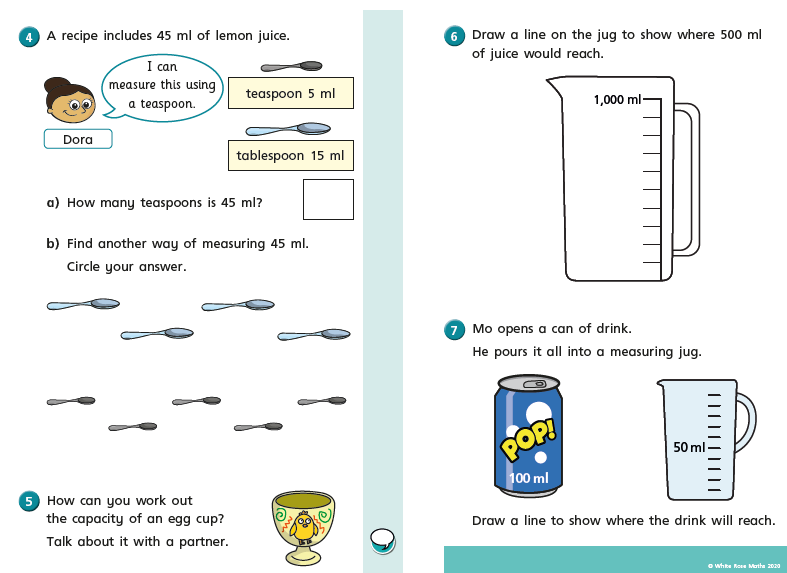 4 A recipe includes 45 ml of lemon juice.
I can
measure this using
a teaspoon.
Dora
teaspoon 5 ml
tablespoon 15 ml
a) How many teaspoons is 45 ml?
b) Find another way of measuring 45 ml.
Circle your answer.
5 How can you work out
the capacity of an egg cup?
Talk about it with a partner.
6 Draw a line on the jug to show where 500 ml
of juice would reach.
1,000 ml
7 Mo opens a can of drink.
He pours it all into a measuring jug.
POP!
100 ml
50 ml
Draw a line to show where the drink will reach.
© White Rose Maths 2020